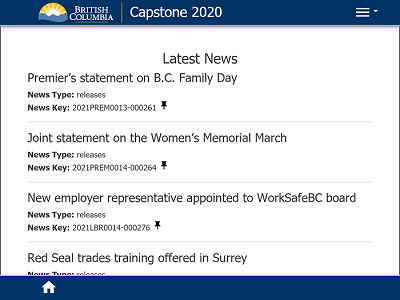 BRITISH
COLUMBIA
Capstone 2020
Latest News
Premier's statement on B.C. Family Day
News Type: releases
News Key: 2021PREM0013-000261
Joint statement on the Women's Memorial March
News Type: releases
News Key: 2021PREM0014-000264
New employer representative appointed to WorkSafeBC board
News Type: releases
News Key: 2021LBR0014-000276
Red Seal trades training offered in Surrey
News Type: releases